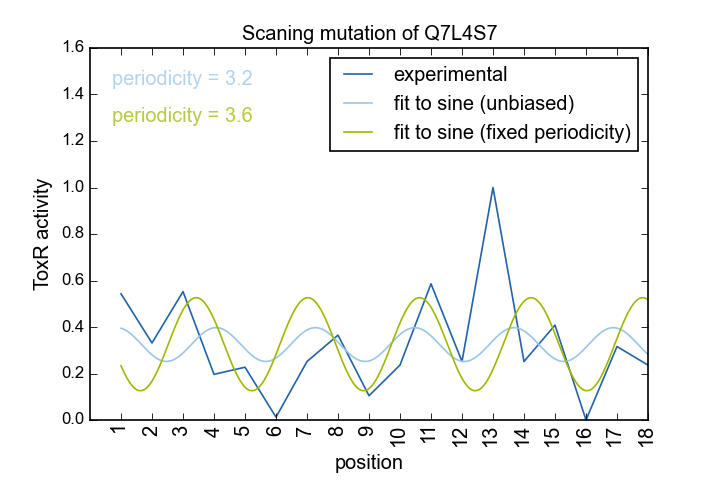 Scaning mutation of Q7L4S7
periodicity = 3.2
periodicity = 3.6
experimental
fit to sine (unbiased)
fit to sine (fixed periodicity)
ToxR activity
1.6
1.4
1.2
1.0
0.8
0.6
0.4
0.2
0.0
1 2 3 4 5 6 7 8 9 10 11 12 13 14 15 16 17 18
position